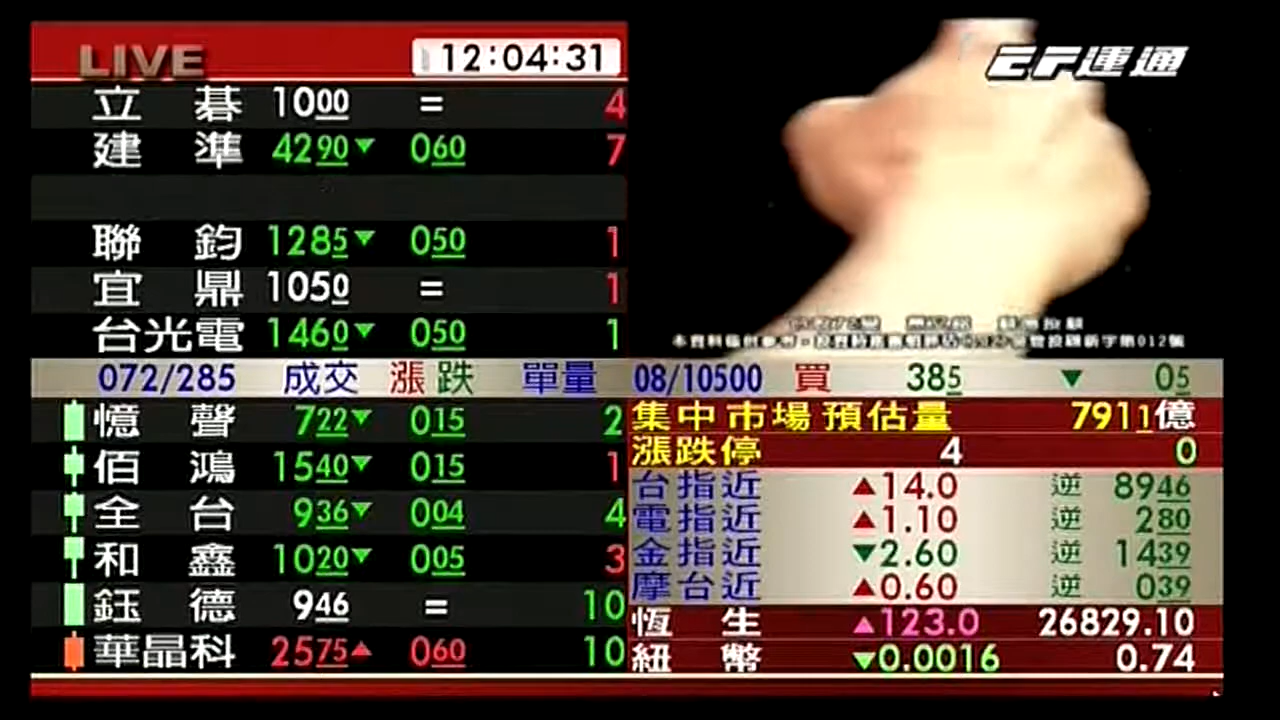 LIVE 12:04:31
運通
立碁 1000 = 4
建準 4290▼ 060 7
聯鈞 1285▼ 050 1
宜鼎 1050 = 1
台光電 1460▼ 050 1
072/285 成交 漲跌 單量
憶聲 722▼ 015 2
佰鴻 1540▼ 015 1
全台 936▼ 004 4
和鑫 1020▼ 005 3
鈺德 946 = 10
華晶科 2575▲ 060 10
08/10500 買 385 ▼ 05
集中市場預估量 7911億
漲跌停 4 0
台指近 ▲14.0 逆 8946
電指近 ▲1.10 逆 280
金指近 ▼2.60 逆 1439
摩台近 ▲0.60 逆 039
恆生 ▲123.0 26829.10
紐幣 ▼0.0016 0.74